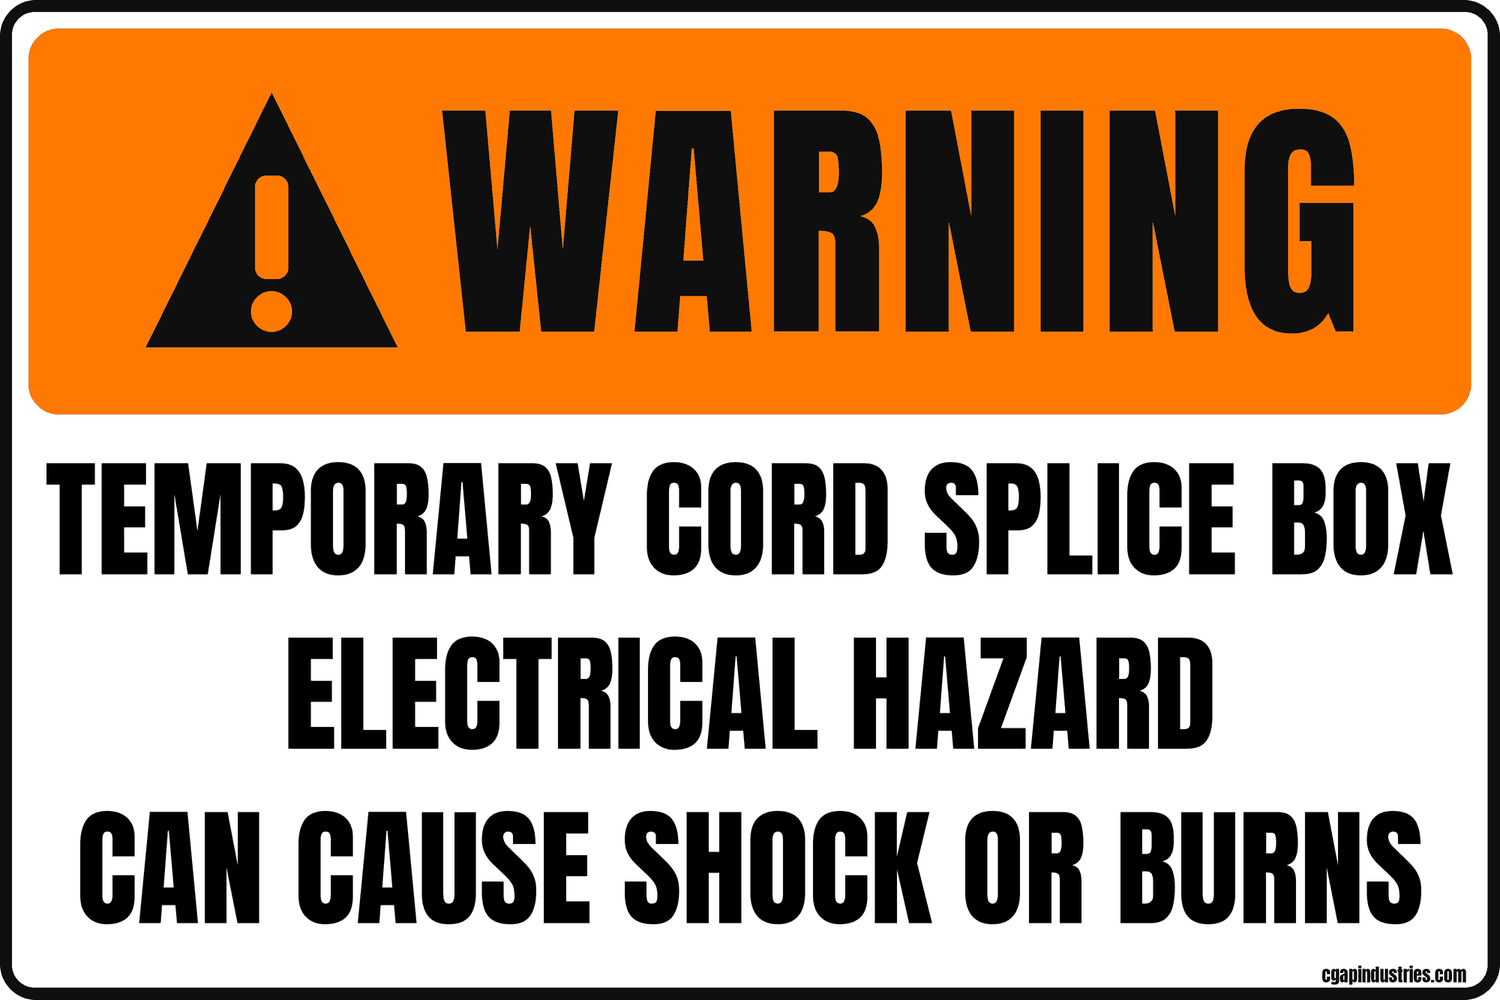 WARNING
TEMPORARY CORD SPLICE BOX
ELECTRICAL HAZARD
CAN CAUSE SHOCK OR BURNS
cgapindustries.com